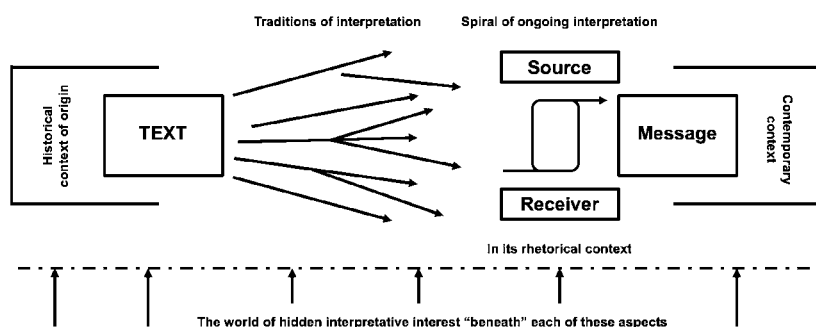 Traditions of interpretation
Spiral of ongoing interpretation
Historical
context of origin
TEXT
Source
Receiver
Message
Contemporary
context
In its rhetorical context
The world of hidden interpretative interest “beneath” each of these aspects